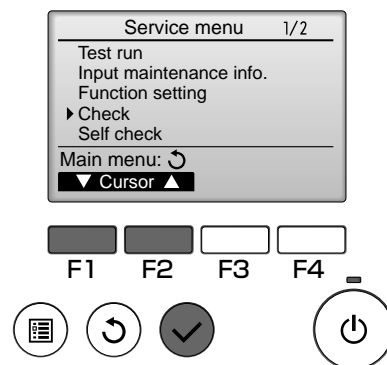 Service menu 1/2
Test run
Input maintenance info.
Function setting
Check
Self check
Main menu:
Cursor
F1 F2 F3 F4